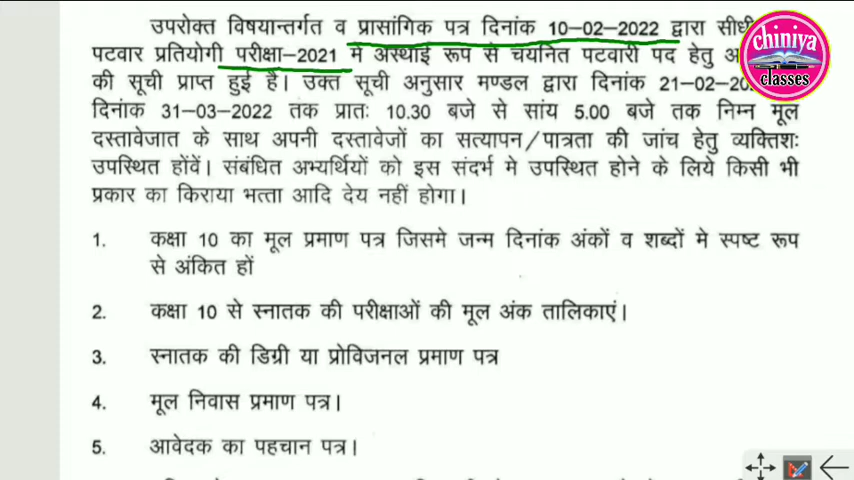 उपरोक्त विषयान्तर्गत व प्रासांगिक पत्र दिनांक 10–02–2022 द्वारा सीधी
पटवार प्रतियोगी परीक्षा–2021 मे अस्थाई रूप से चयनित पटवारी पद हेतु
की सूची प्राप्त हुई है। उक्त सूची अनुसार मण्डल द्वारा दिनांक 21–02–20
दिनांक 31–03–2022 तक प्रातः 10.30 बजे से सांय 5.00 बजे तक निम्न मूल
दस्तावेजात के साथ अपनी दस्तावेजों का सत्यापन/पात्रता की जांच हेतु व्यक्तिशः
उपस्थित होंवें। संबंधित अभ्यर्थियों को इस संदर्भ मे उपस्थित होने के लिये किसी भी
प्रकार का किराया भत्ता आदि देय नहीं होगा।
1. कक्षा 10 का मूल प्रमाण पत्र जिसमे जन्म दिनांक अंकों व शब्दों मे स्पष्ट रूप
से अंकित हों
2. कक्षा 10 से स्नातक की परीक्षाओं की मूल अंक तालिकाएं।
3. स्नातक की डिग्री या प्रोविजनल प्रमाण पत्र
4. मूल निवास प्रमाण पत्र।
5. आवेदक का पहचान पत्र।
chiniya
classes